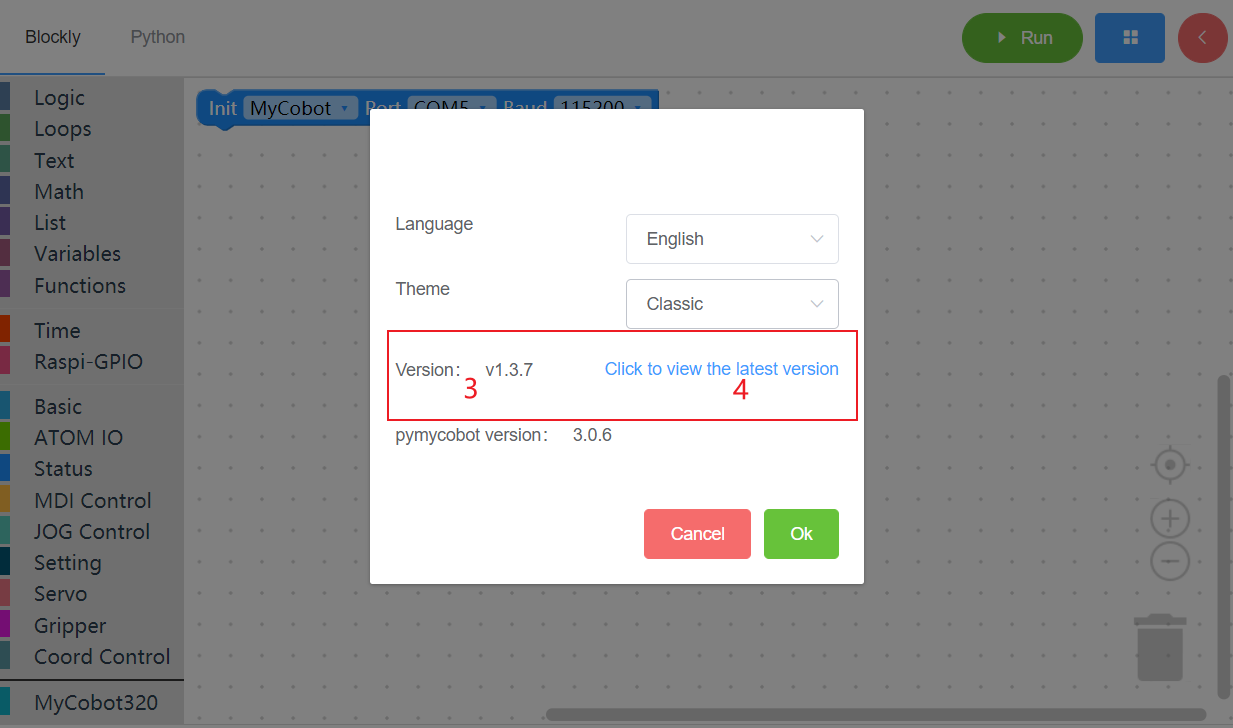 Blockly
Python
Run
Logic
Loops
Text
Math
List
Variables
Functions
Time
Raspi-GPIO
Basic
ATOM IO
Status
MDI Control
JOG Control
Setting
Servo
Gripper
Coord Control
MyCobot320
Init MyCobot Port COM5 Baud 115200
Language
English
Theme
Classic
Version： v1.3.7
Click to view the latest version
3
4
pymycobot version： 3.0.6
Cancel
Ok